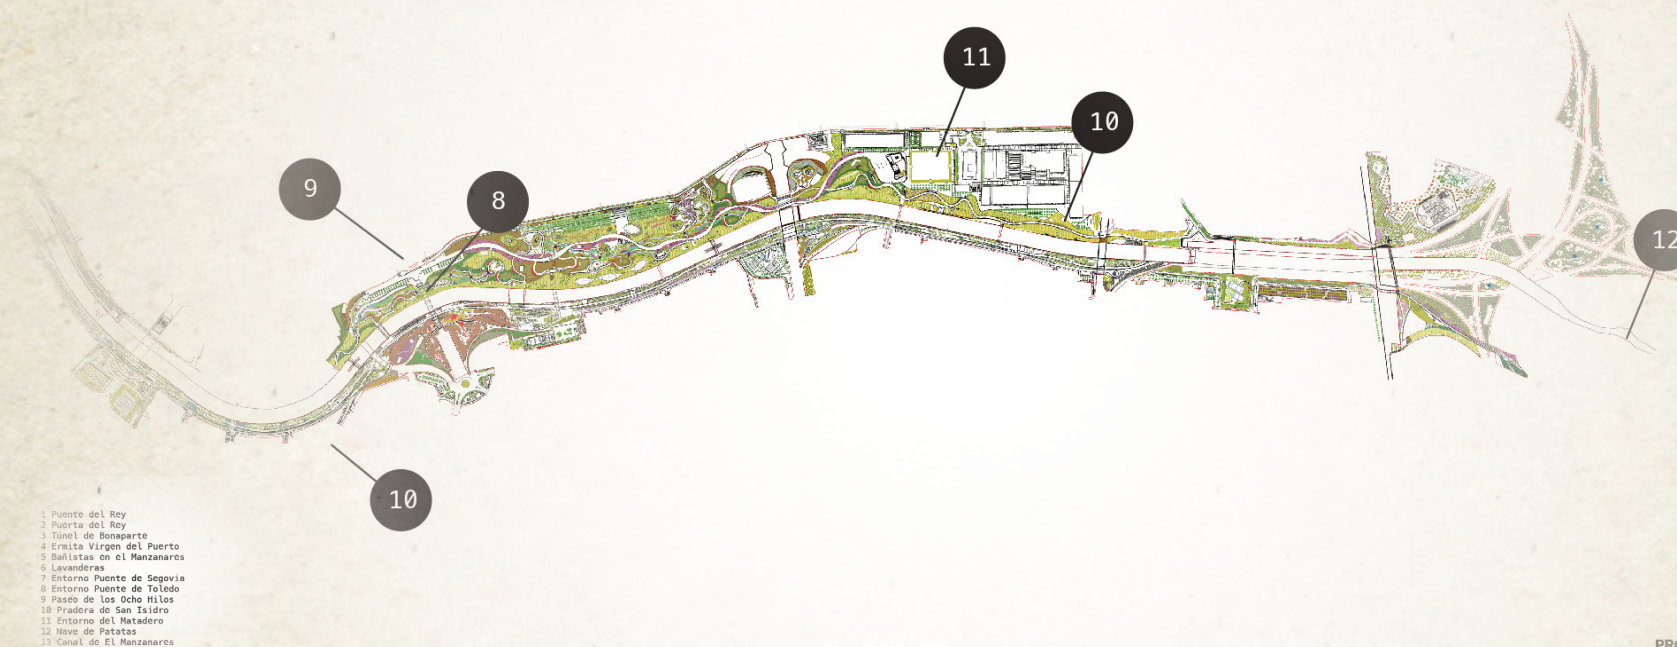 11
10
9
8
12
10
1 Puente del Rey
2 Puerta del Rey
3 Túnel de Bonaparte
4 Ermita Virgen del Puerto
5 Bañistas en el Manzanares
6 Lavanderas
7 Entorno Puente de Segovia
8 Entorno Puente de Toledo
9 Paseo de los Ocho Hilos
10 Pradera de San Isidro
11 Entorno del Matadero
12 Nave de Patatas
13 Canal de El Manzanares